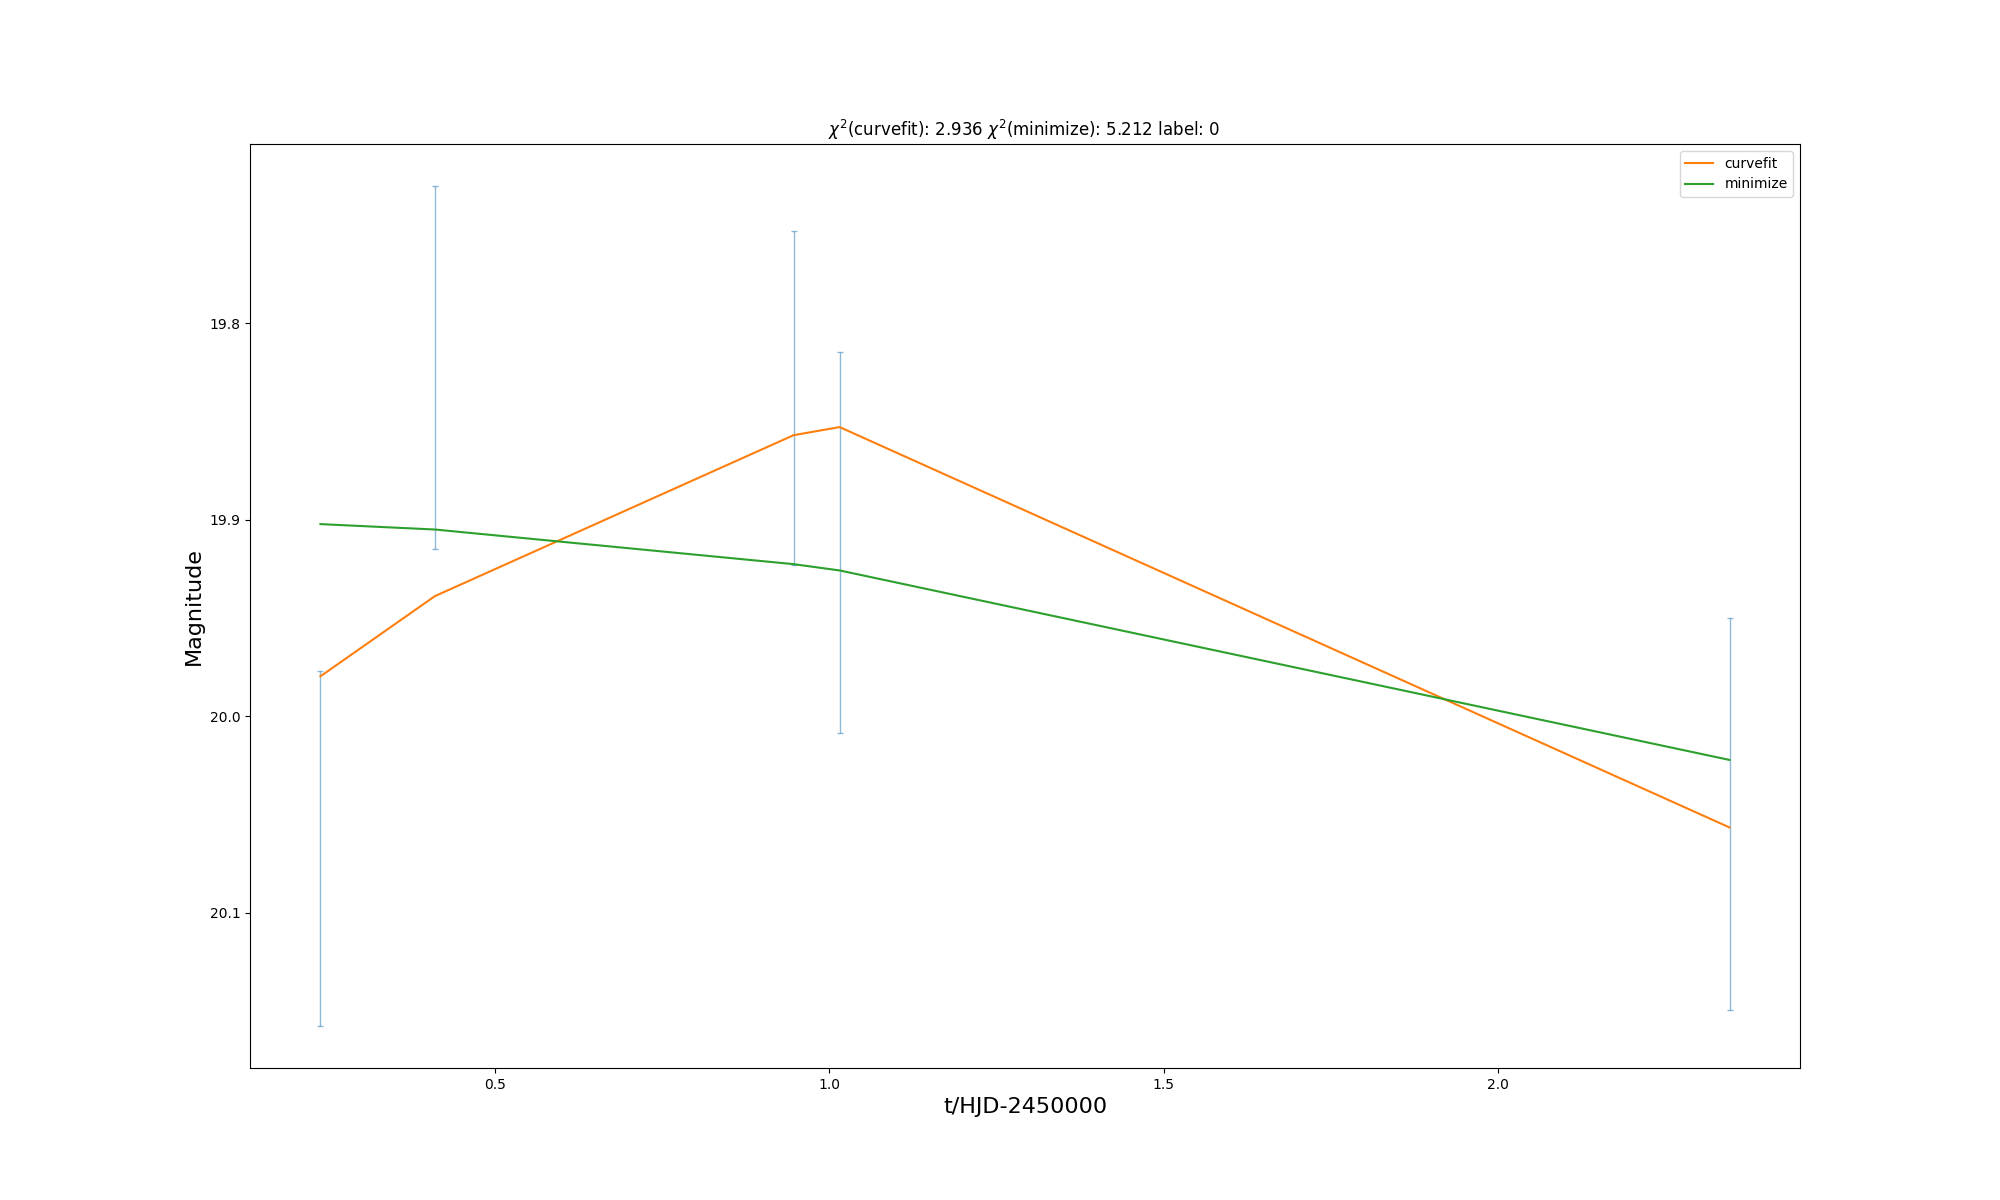 χ²(curvefit): 2.936 χ²(minimize): 5.212 label: 0
curvefit
minimize
19.8
19.9
20.0
20.1
Magnitude
0.5
1.0
1.5
2.0
t/HJD-2450000